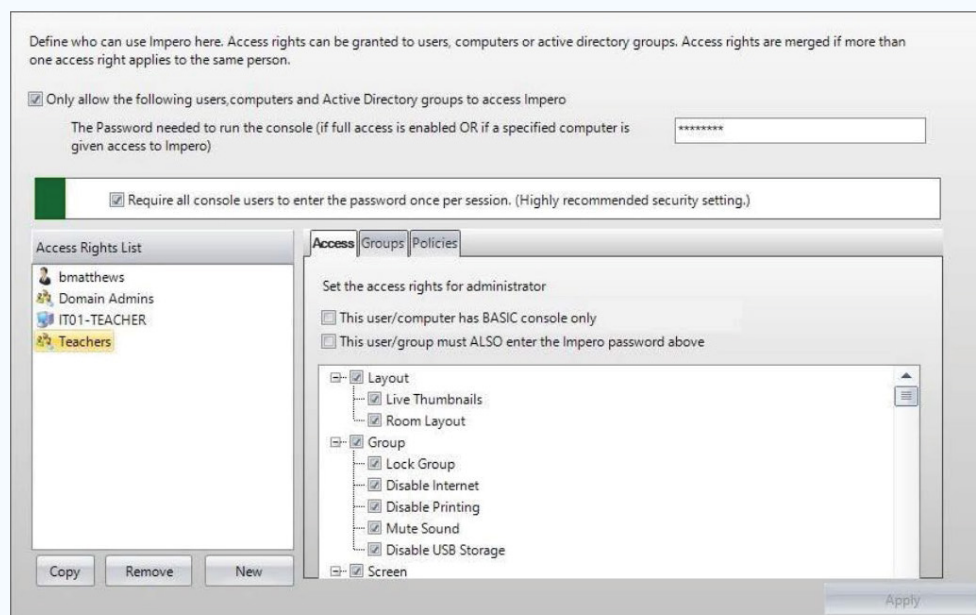 Define who can use Impero here. Access rights can be granted to users, computers or active directory groups. Access rights are merged if more than
one access right applies to the same person.
Only allow the following users,computers and Active Directory groups to access Impero
The Password needed to run the console (if full access is enabled OR if a specified computer is
given access to Impero)
********
Require all console users to enter the password once per session. (Highly recommended security setting.)
Access Rights List
bmatthews
Domain Admins
IT01-TEACHER
Teachers
Copy Remove New
Access Groups Policies
Set the access rights for administrator
This user/computer has BASIC console only
This user/group must ALSO enter the Impero password above
Layout
Live Thumbnails
Room Layout
Group
Lock Group
Disable Internet
Disable Printing
Mute Sound
Disable USB Storage
Screen
Apply